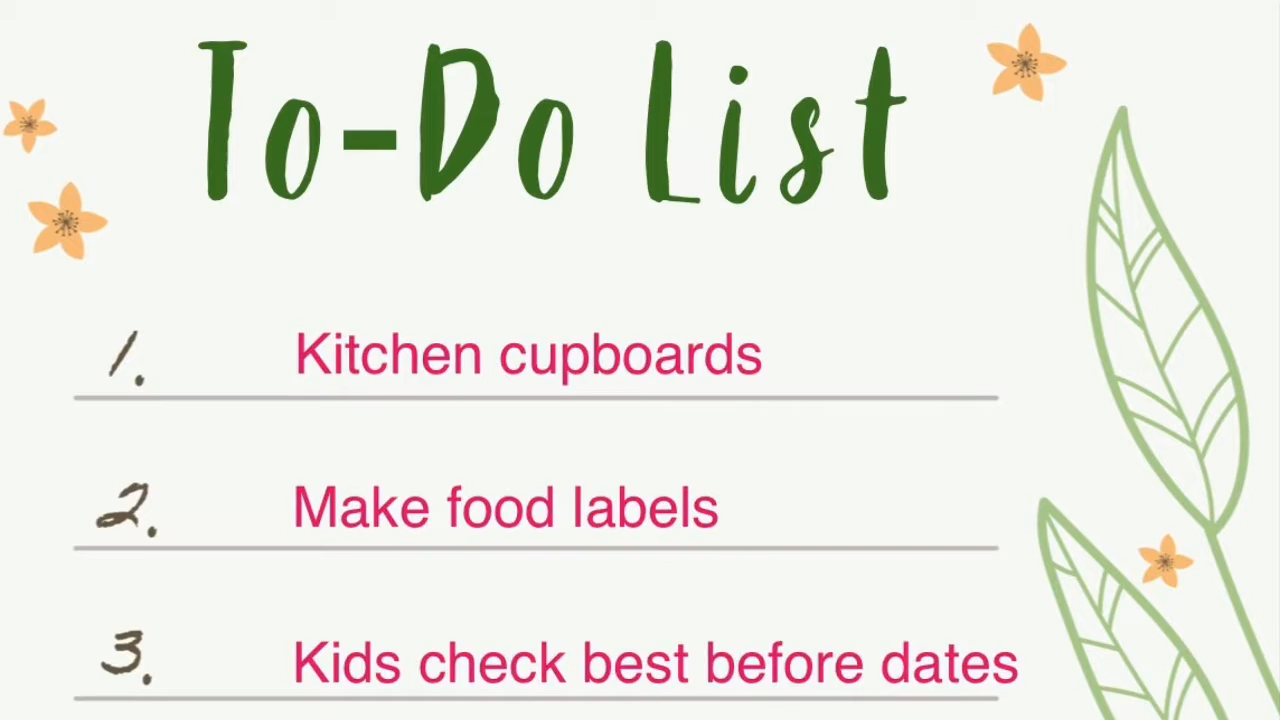 To-Do List
1. Kitchen cupboards
2. Make food labels
3. Kids check best before dates